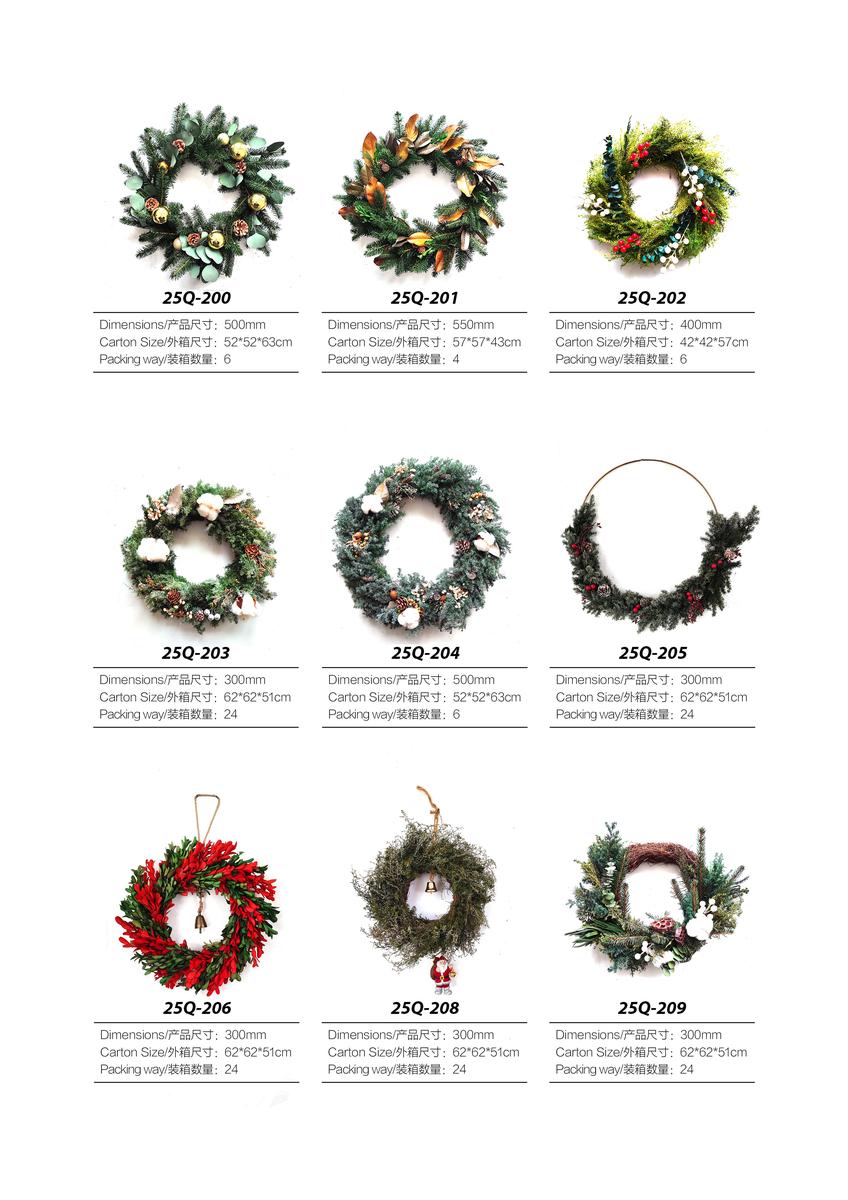 25Q-200
Dimensions/产品尺寸：500mm
Carton Size/外箱尺寸：52*52*63cm
Packing way/装箱数量：6
25Q-201
Dimensions/产品尺寸：550mm
Carton Size/外箱尺寸：57*57*43cm
Packing way/装箱数量：4
25Q-202
Dimensions/产品尺寸：400mm
Carton Size/外箱尺寸：42*42*57cm
Packing way/装箱数量：6
25Q-203
Dimensions/产品尺寸：300mm
Carton Size/外箱尺寸：62*62*51cm
Packing way/装箱数量：24
25Q-204
Dimensions/产品尺寸：500mm
Carton Size/外箱尺寸：52*52*63cm
Packing way/装箱数量：6
25Q-205
Dimensions/产品尺寸：300mm
Carton Size/外箱尺寸：62*62*51cm
Packing way/装箱数量：24
25Q-206
Dimensions/产品尺寸：300mm
Carton Size/外箱尺寸：62*62*51cm
Packing way/装箱数量：24
25Q-208
Dimensions/产品尺寸：300mm
Carton Size/外箱尺寸：62*62*51cm
Packing way/装箱数量：24
25Q-209
Dimensions/产品尺寸：300mm
Carton Size/外箱尺寸：62*62*51cm
Packing way/装箱数量：24